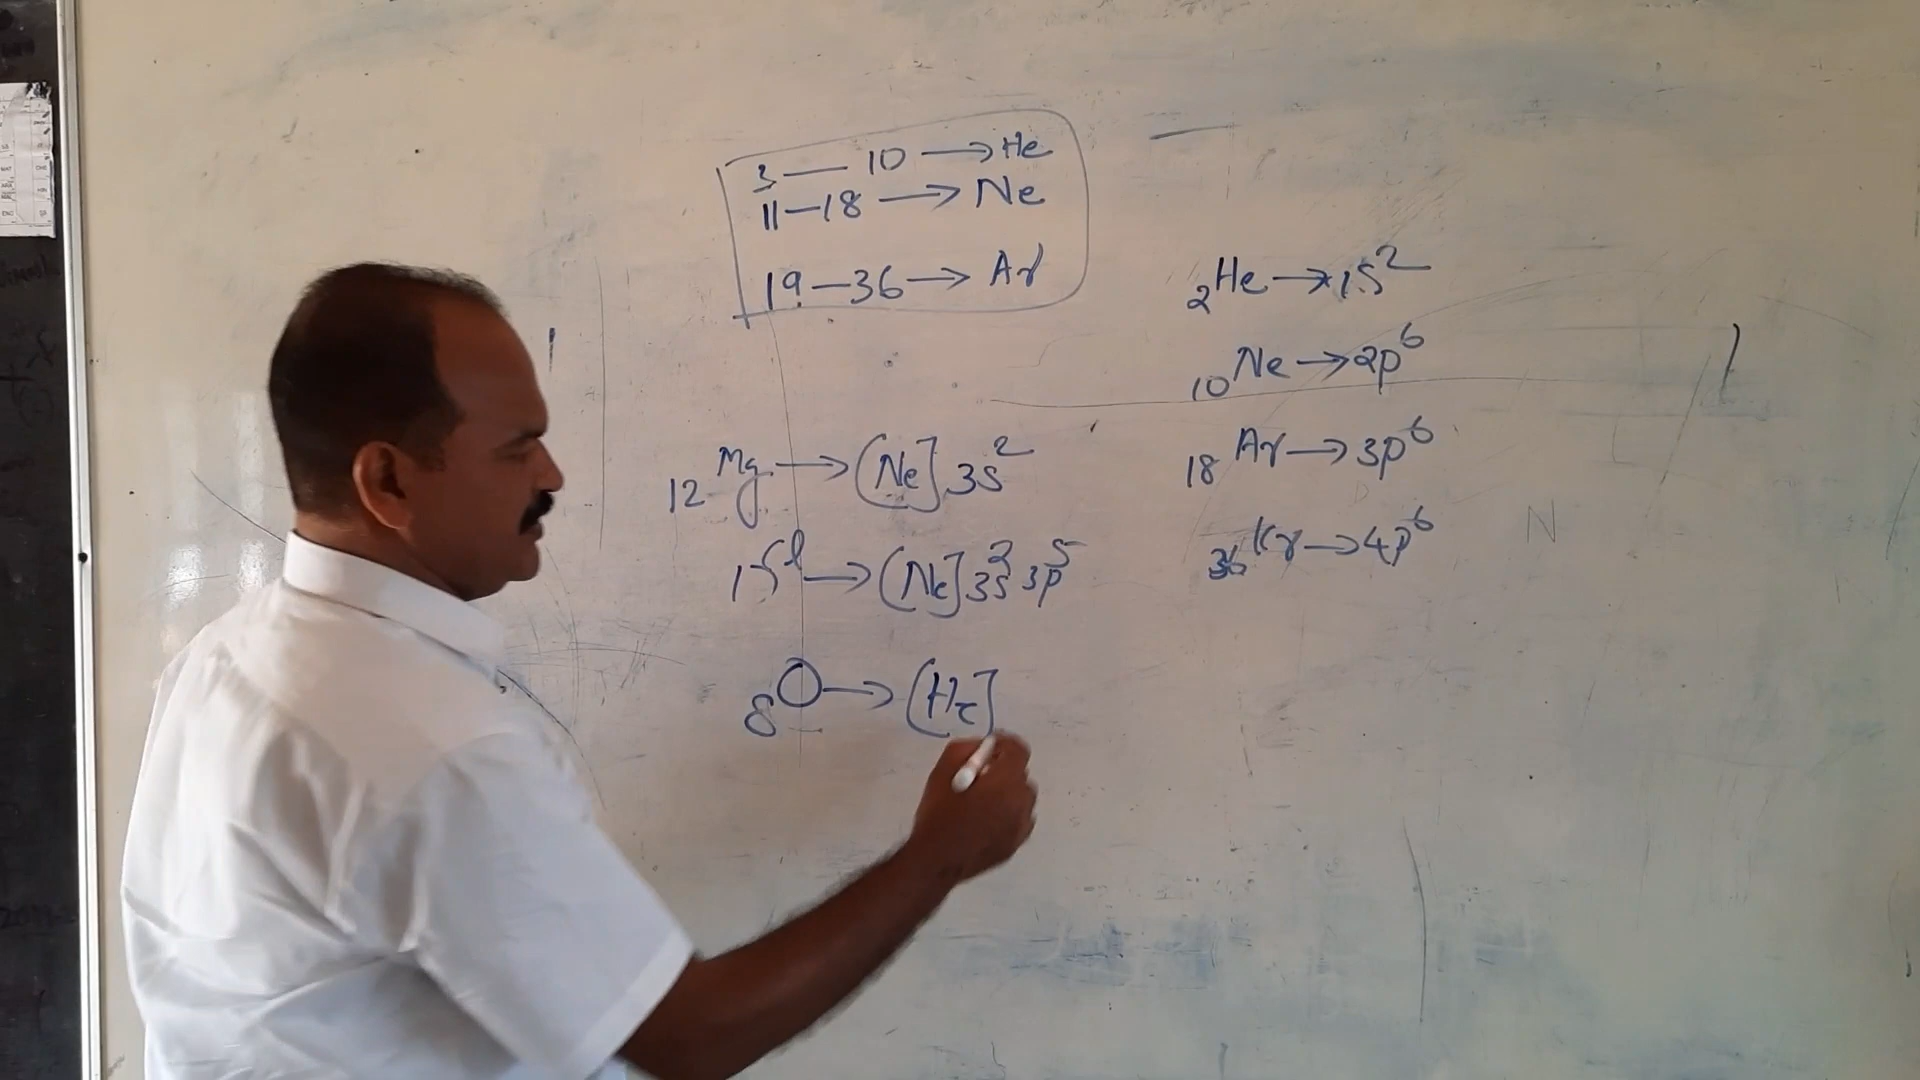 3 — 10 → He
11 — 18 → Ne
19 — 36 → Ar
₂He → 1s²
₁₀Ne → 2p⁶
₁₈Ar → 3p⁶
₃₆Kr → 4p⁶
N
₁₂Mg → [Ne] 3s²
→ [Ne] 3s² 3p⁵
₈O → [He]